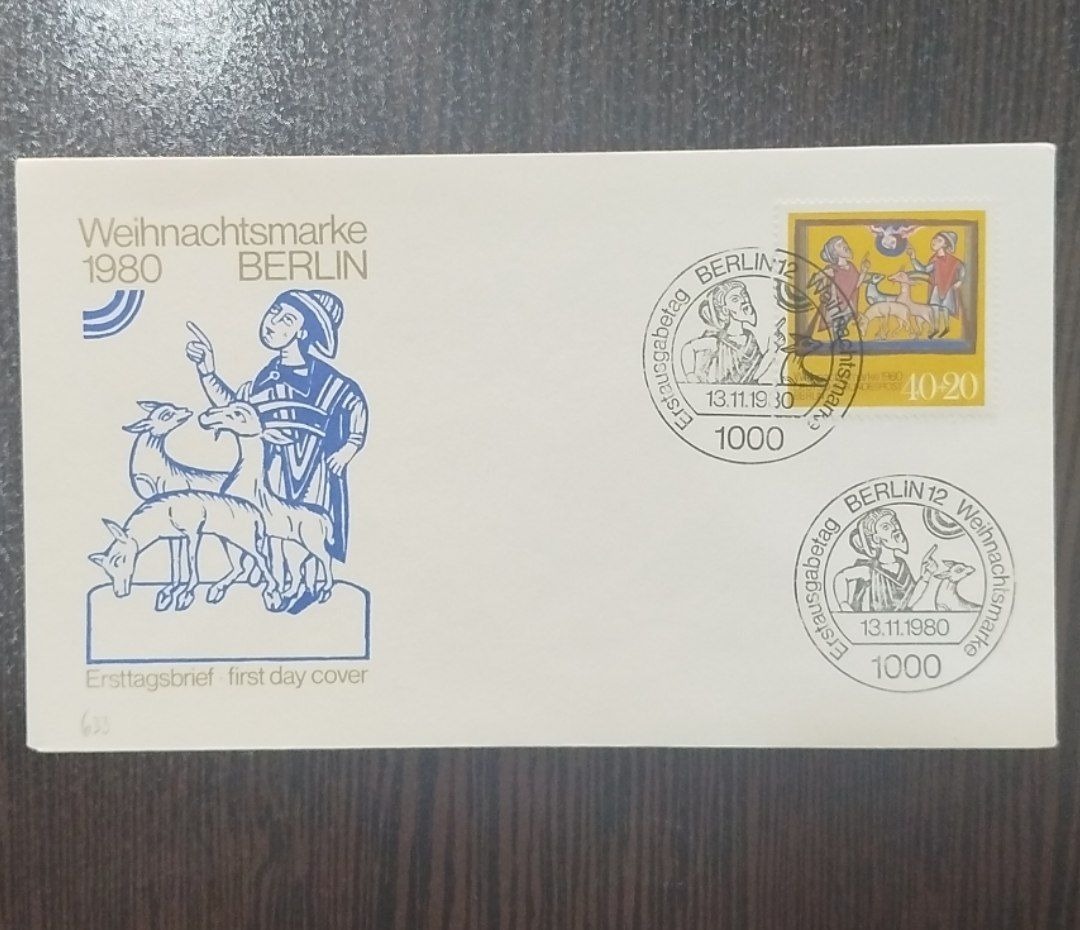 Weihnachtsmarke
1980 BERLIN
Ersttagsbrief · first day cover
633
40+20
Erstausgabetag BERLIN 12 Weihnachtsmarke
13.11.1980
1000
Erstausgabetag BERLIN 12 Weihnachtsmarke
13.11.1980
1000